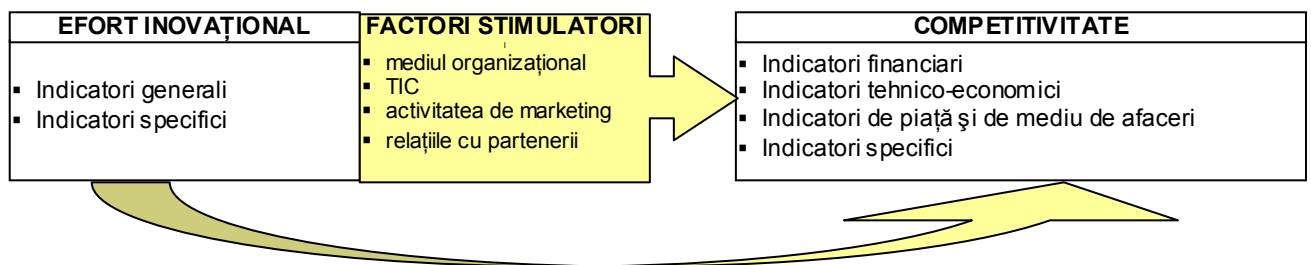 EFORT INOVAȚIONAL
▪ Indicatori generali
▪ Indicatori specifici
FACTORI STIMULATORI
▪ mediul organizațional
▪ TIC
▪ activitatea de marketing
▪ relațiile cu partenerii
COMPETITIVITATE
▪ Indicatori financiari
▪ Indicatori tehnico-economici
▪ Indicatori de piață şi de mediu de afaceri
▪ Indicatori specifici